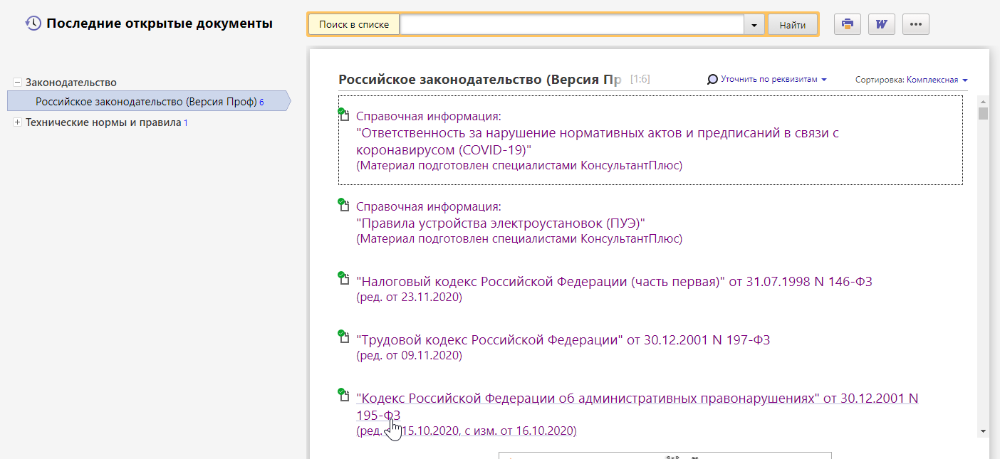 Последние открытые документы
Поиск в списке
Найти
W
Законодательство
Российское законодательство (Версия Проф) 6
Технические нормы и правила 1
Российское законодательство (Версия Пр [1:6]
Уточнить по реквизитам
Сортировка: Комплексная
Справочная информация:
"Ответственность за нарушение нормативных актов и предписаний в связи с
коронавирусом (COVID-19)"
(Материал подготовлен специалистами КонсультантПлюс)
Справочная информация:
"Правила устройства электроустановок (ПУЭ)"
(Материал подготовлен специалистами КонсультантПлюс)
"Налоговый кодекс Российской Федерации (часть первая)" от 31.07.1998 N 146-ФЗ
(ред. от 23.11.2020)
"Трудовой кодекс Российской Федерации" от 30.12.2001 N 197-ФЗ
(ред. от 09.11.2020)
"Кодекс Российской Федерации об административных правонарушениях" от 30.12.2001 N
195-ФЗ
(ред. 15.10.2020, с изм. от 16.10.2020)